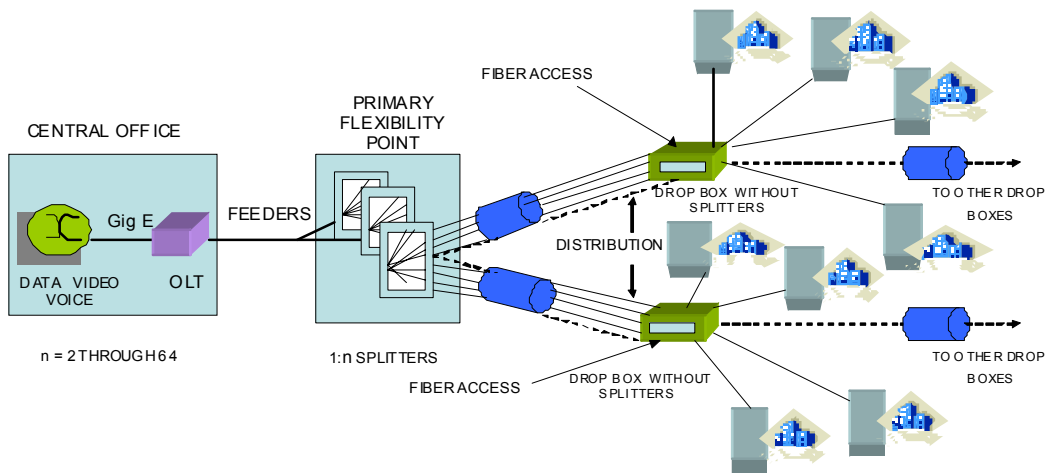 CENTRAL OFFICE
Gig E
DATA VIDEO
VOICE
OLT
n = 2 THROUGH 64
FEEDERS
PRIMARY
FLEXIBILITY
POINT
1:n SPLITTERS
FIBER ACCESS
DROP BOX WITHOUT
SPLITTERS
TO OTHER DROP
BOXES
DISTRIBUTION
FIBER ACCESS
DROP BOX WITHOUT
SPLITTERS
TO OTHER DROP
BOXES